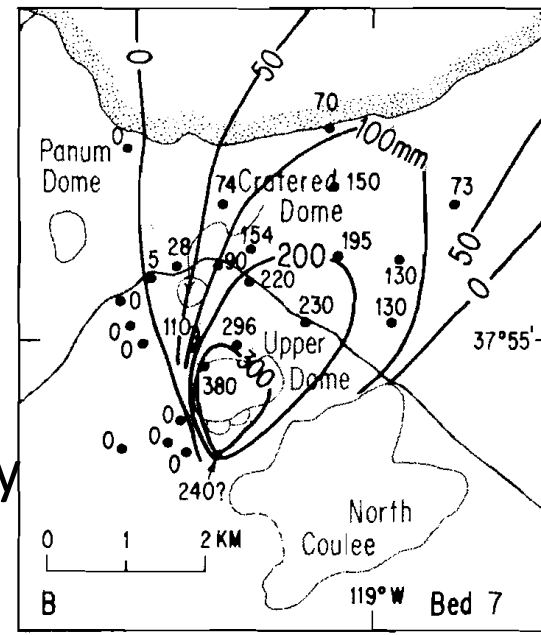 0
50
0
70
100mm
Panum
Dome
74
Cratered
Dome
150
73
154
28
90
200
195
5
220
130
50
0
0
110
296
230
130
0
0
Upper
Dome
37°55'
380
300
0
0
0
0
y
240?
North
Coulee
0 1 2 KM
B
119°W
Bed 7